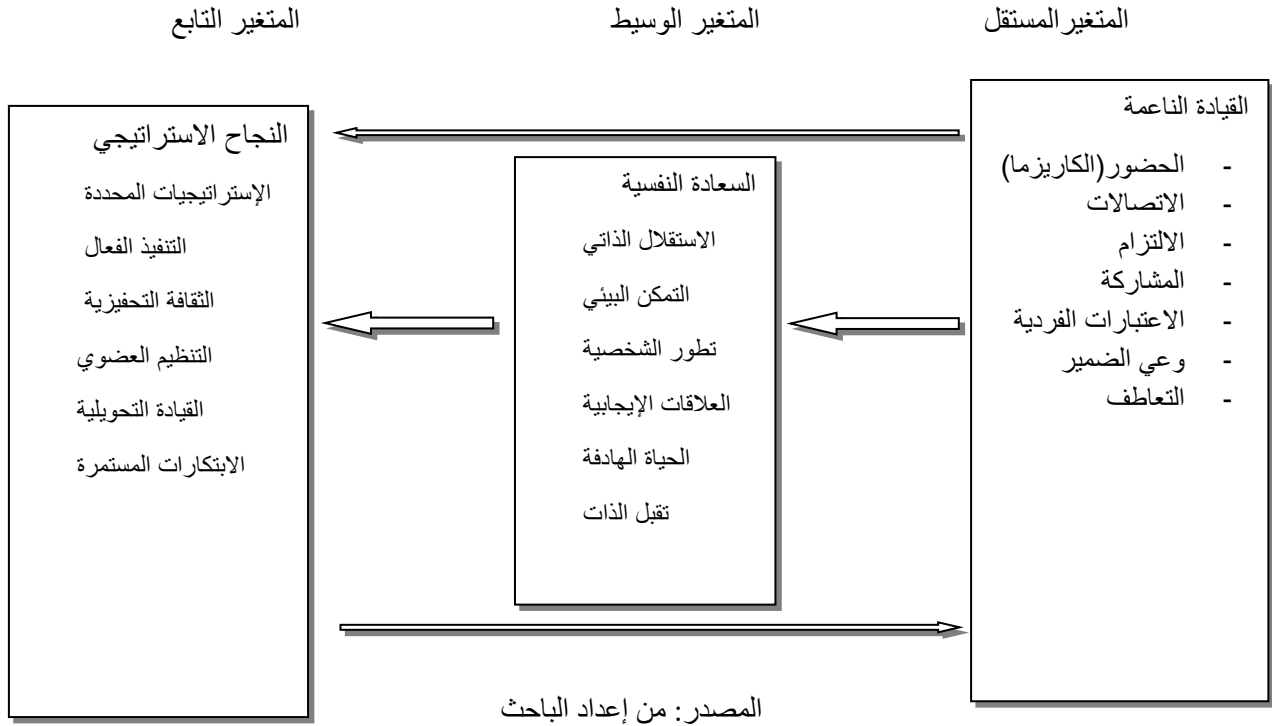 المتغير المستقل
المتغير الوسيط
المتغير التابع
القيادة الناعمة
- الحضور(الكاريزما)
- الاتصالات
- الالتزام
- المشاركة
- الاعتبارات الفردية
- وعي الضمير
- التعاطف
السعادة النفسية
الاستقلال الذاتي
التمكن البيئي
تطور الشخصية
العلاقات الإيجابية
الحياة الهادفة
تقبل الذات
النجاح الاستراتيجي
الإستراتيجيات المحددة
التنفيذ الفعال
الثقافة التحفيزية
التنظيم العضوي
القيادة التحويلية
الابتكارات المستمرة
المصدر: من إعداد الباحث